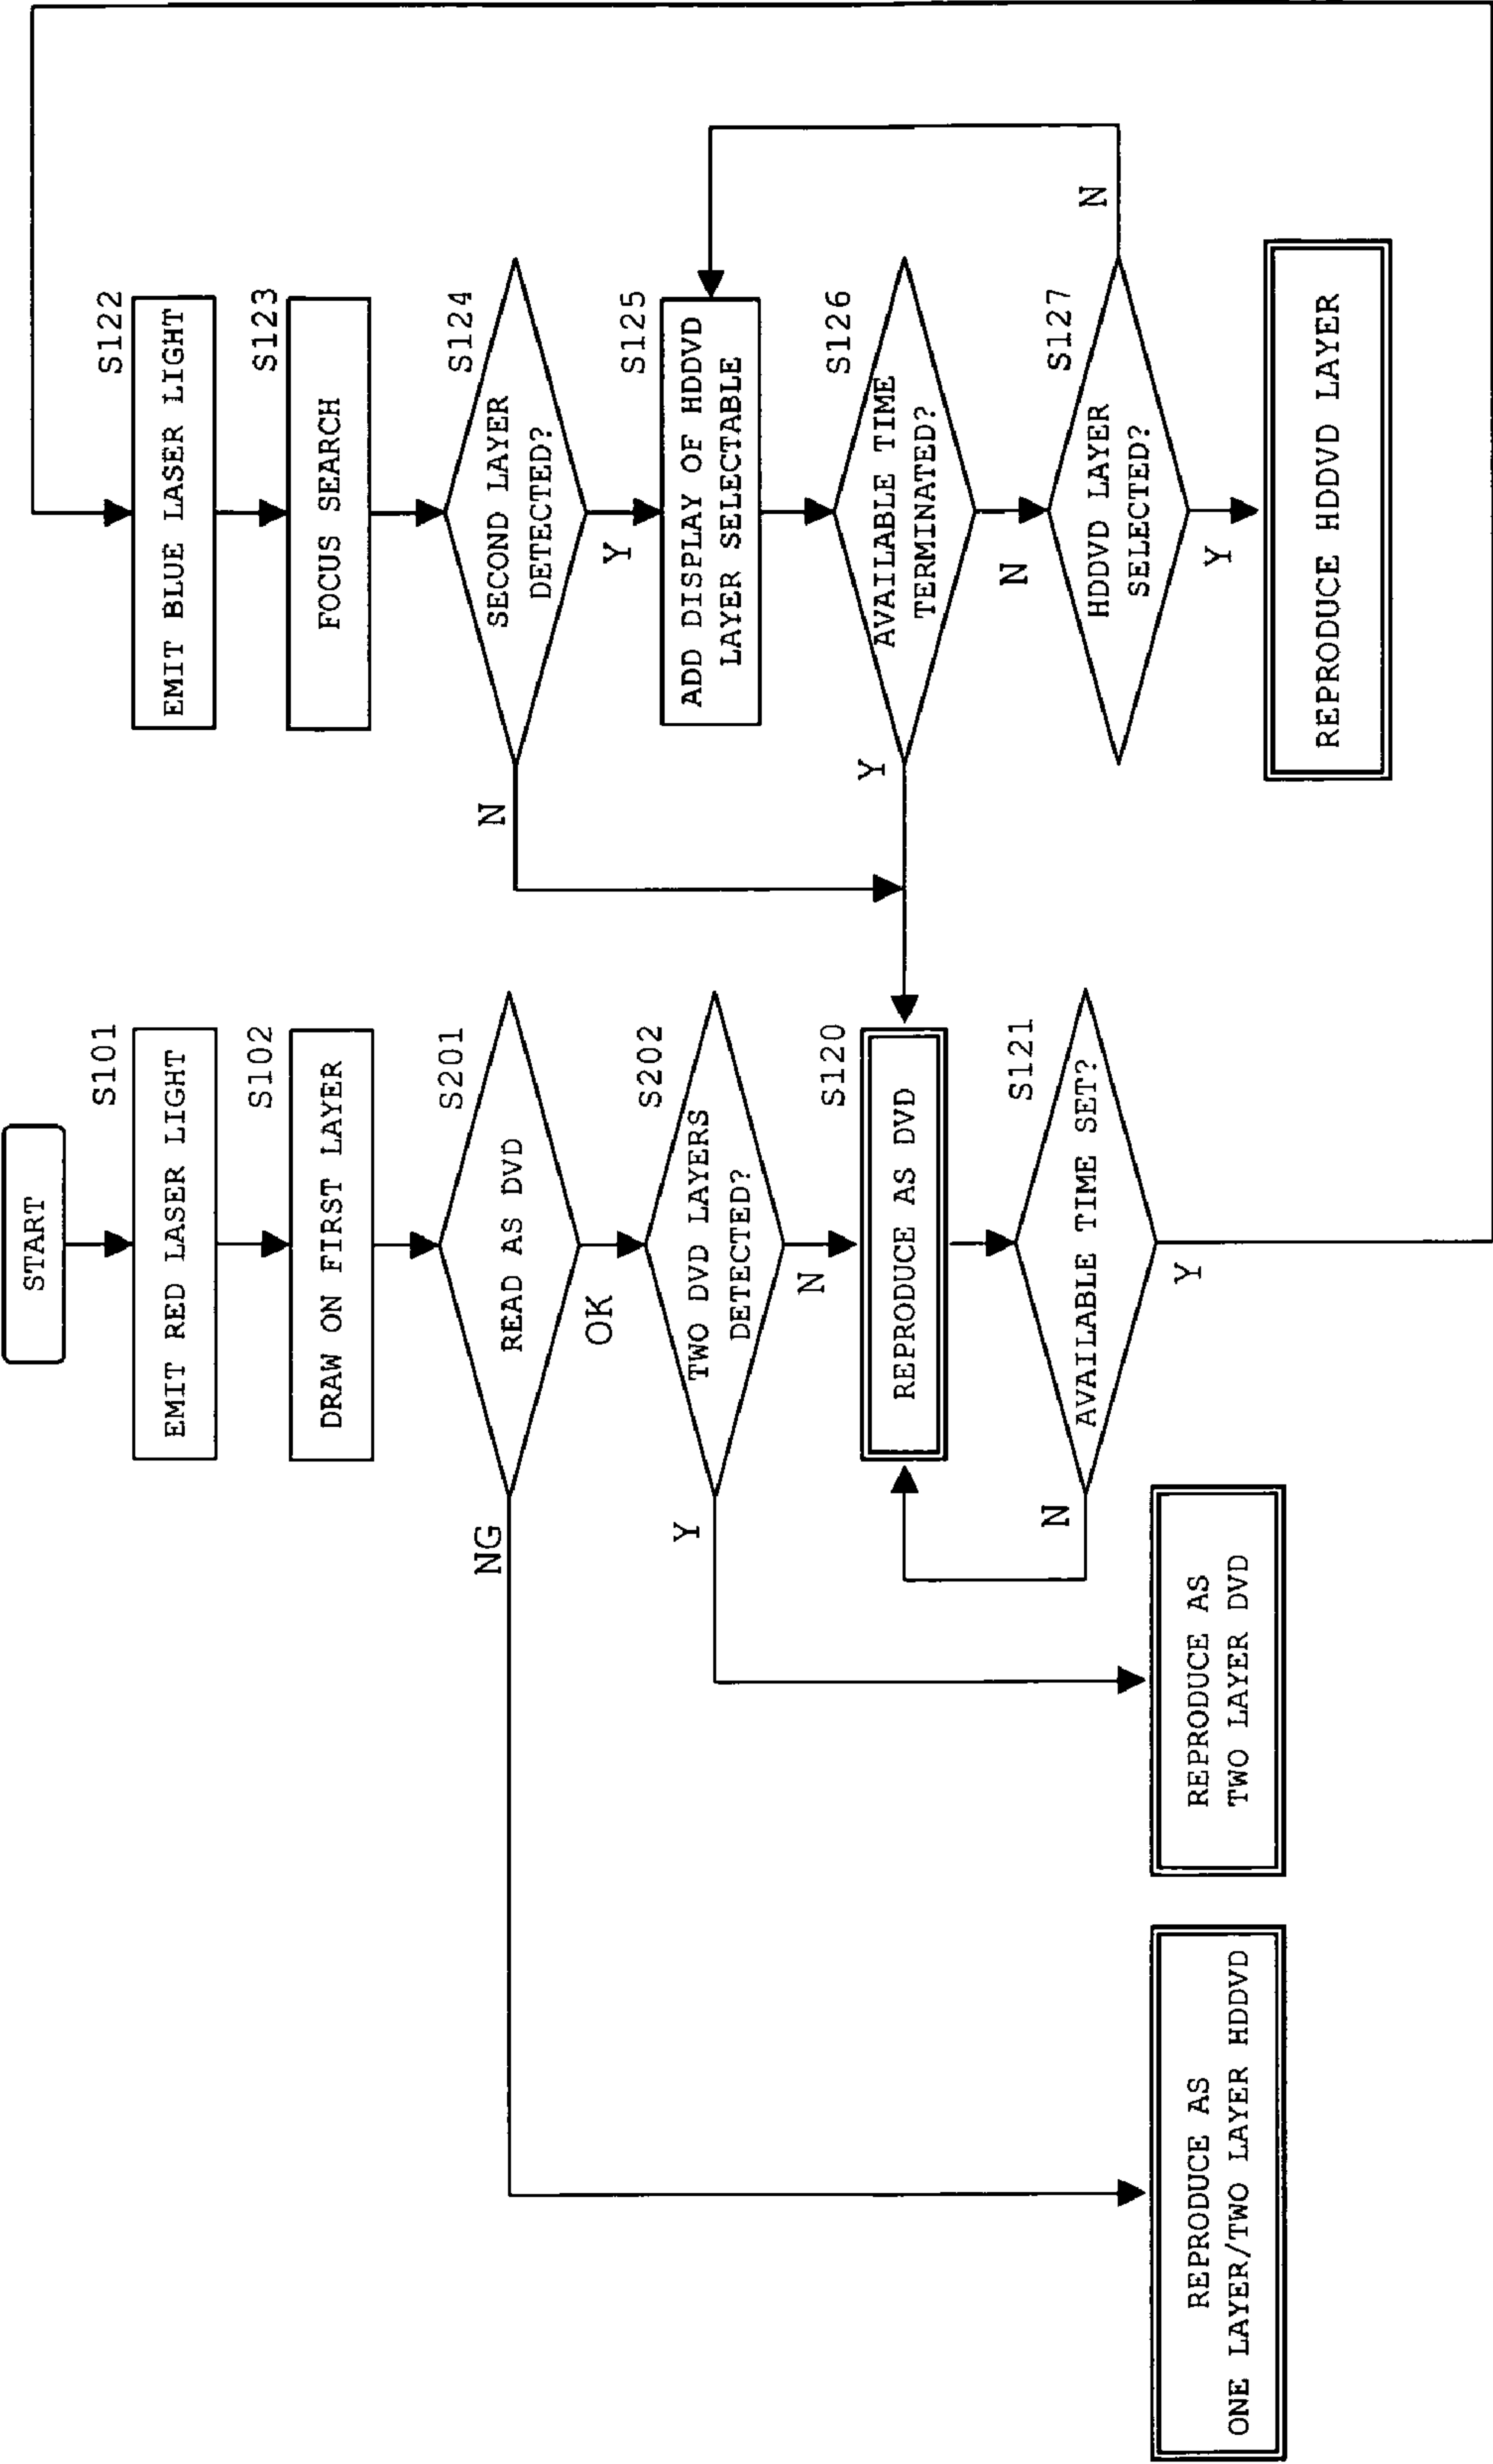 START
S101
EMIT RED LASER LIGHT
S102
DRAW ON FIRST LAYER
S201
READ AS DVD
NG
OK
S202
TWO DVD LAYERS
DETECTED?
Y
N
S120
REPRODUCE AS DVD
S121
AVAILABLE TIME SET?
N
Y
REPRODUCE AS
ONE LAYER/TWO LAYER HDDVD
REPRODUCE AS
TWO LAYER DVD
S122
EMIT BLUE LASER LIGHT
S123
FOCUS SEARCH
S124
SECOND LAYER
DETECTED?
N
Y
S125
ADD DISPLAY OF HDDVD
LAYER SELECTABLE
S126
AVAILABLE TIME
TERMINATED?
Y
N
S127
HDDVD LAYER
SELECTED?
N
Y
REPRODUCE HDDVD LAYER